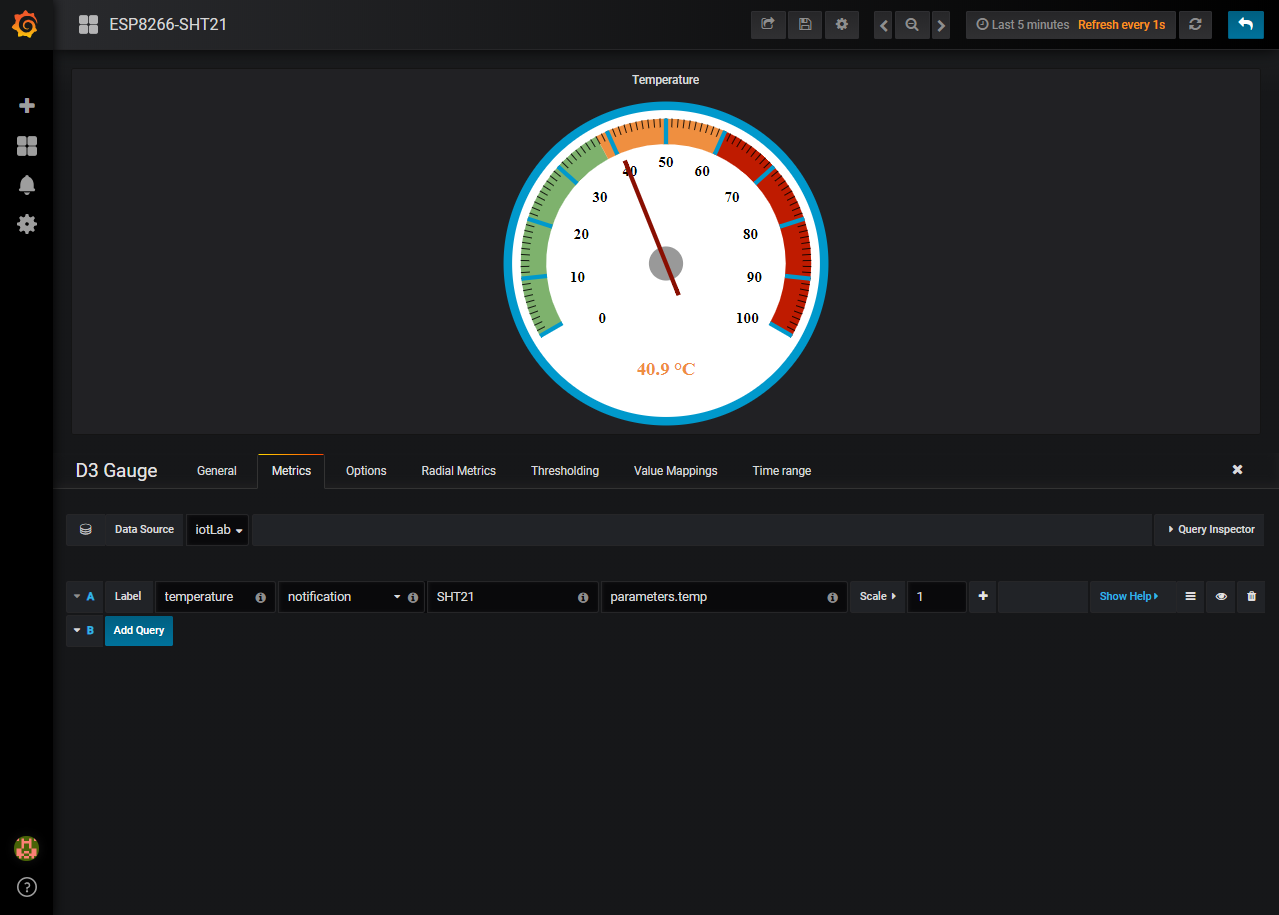 ESP8266-SHT21
Last 5 minutes Refresh every 1s
Temperature
0
10
20
30
40
50
60
70
80
90
100
40.9 °C
D3 Gauge General Metrics Options Radial Metrics Thresholding Value Mappings Time range
Data Source iotLab Query Inspector
A Label temperature notification SHT21 parameters.temp Scale 1 Show Help
B Add Query